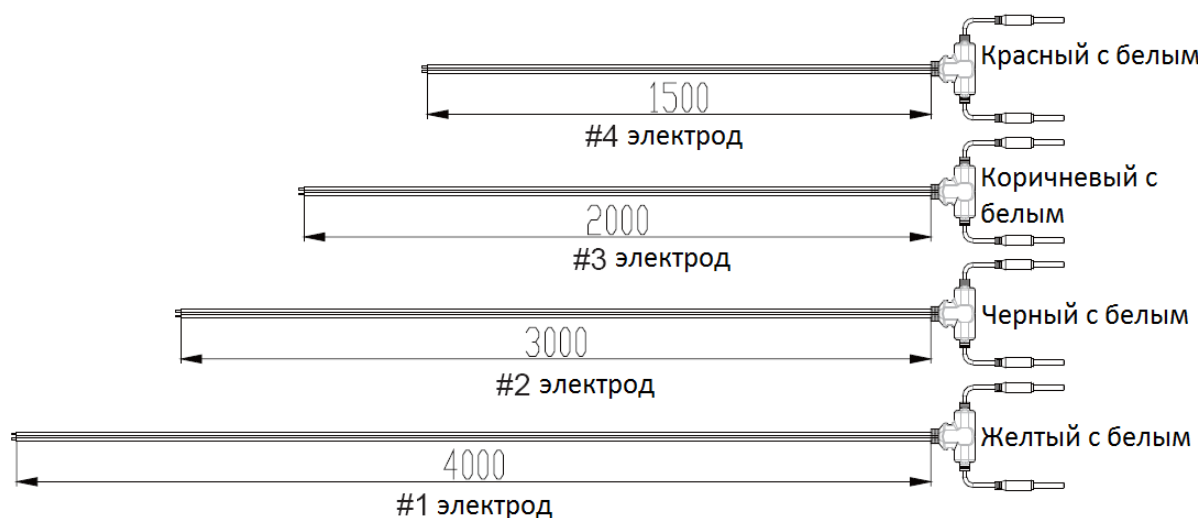 Красный с белым
1500
#4 электрод
Коричневый с
белым
2000
#3 электрод
Черный с белым
3000
#2 электрод
Желтый с белым
4000
#1 электрод